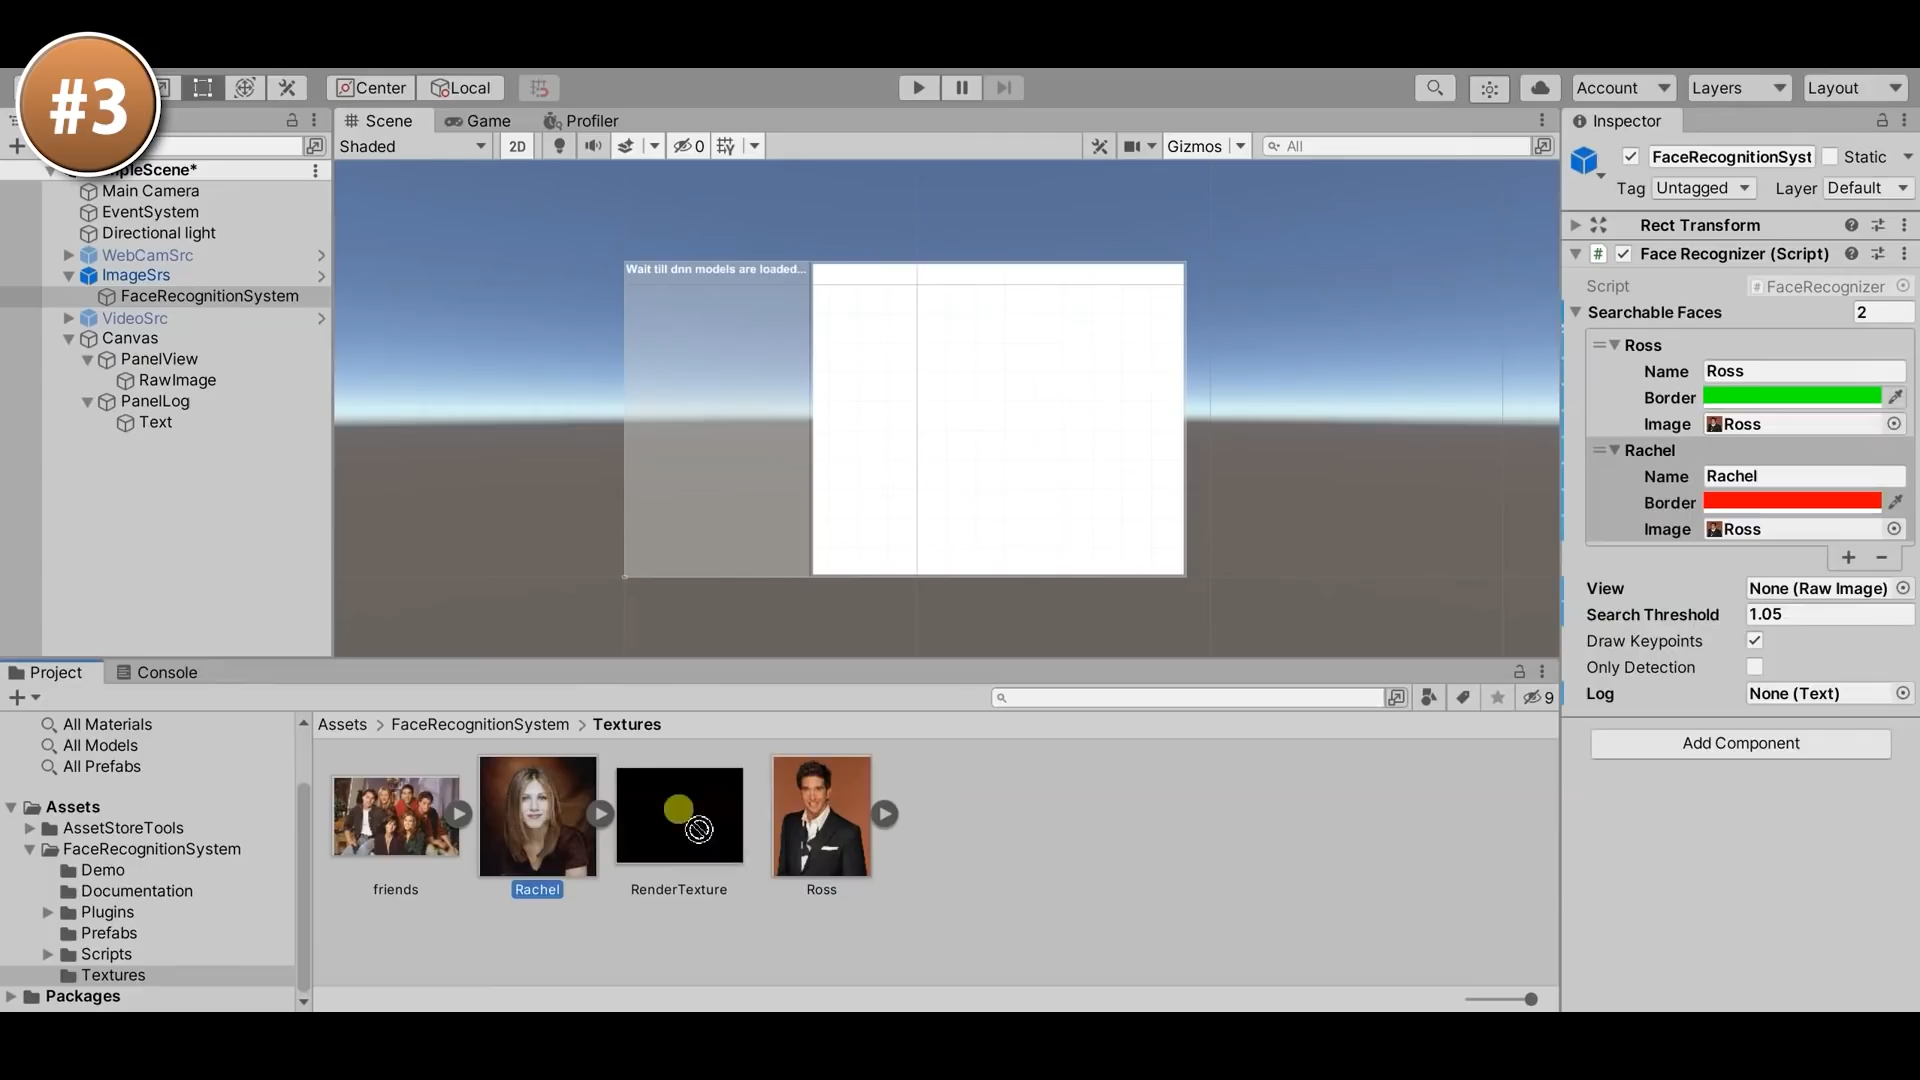 #3
Center
Local
Account
Layers
Layout
Scene
Game
Profiler
Shaded
2D
0
Gizmos
All
mpleScene*
Main Camera
EventSystem
Directional light
WebCamSrc
ImageSrs
FaceRecognitionSystem
VideoSrc
Canvas
PanelView
RawImage
PanelLog
Text
Wait till dnn models are loaded...
Inspector
FaceRecognitionSyst
Static
Tag Untagged
Layer Default
Rect Transform
# Face Recognizer (Script)
Script
# FaceRecognizer
Searchable Faces
2
Ross
Name Ross
Border
Image Ross
Rachel
Name Rachel
Border
Image Ross
+ −
View None (Raw Image)
Search Threshold 1.05
Draw Keypoints
Only Detection
Log None (Text)
Add Component
Project
Console
9
All Materials
All Models
All Prefabs
Assets
AssetStoreTools
FaceRecognitionSystem
Demo
Documentation
Plugins
Prefabs
Scripts
Textures
Packages
Assets > FaceRecognitionSystem > Textures
friends
Rachel
RenderTexture
Ross